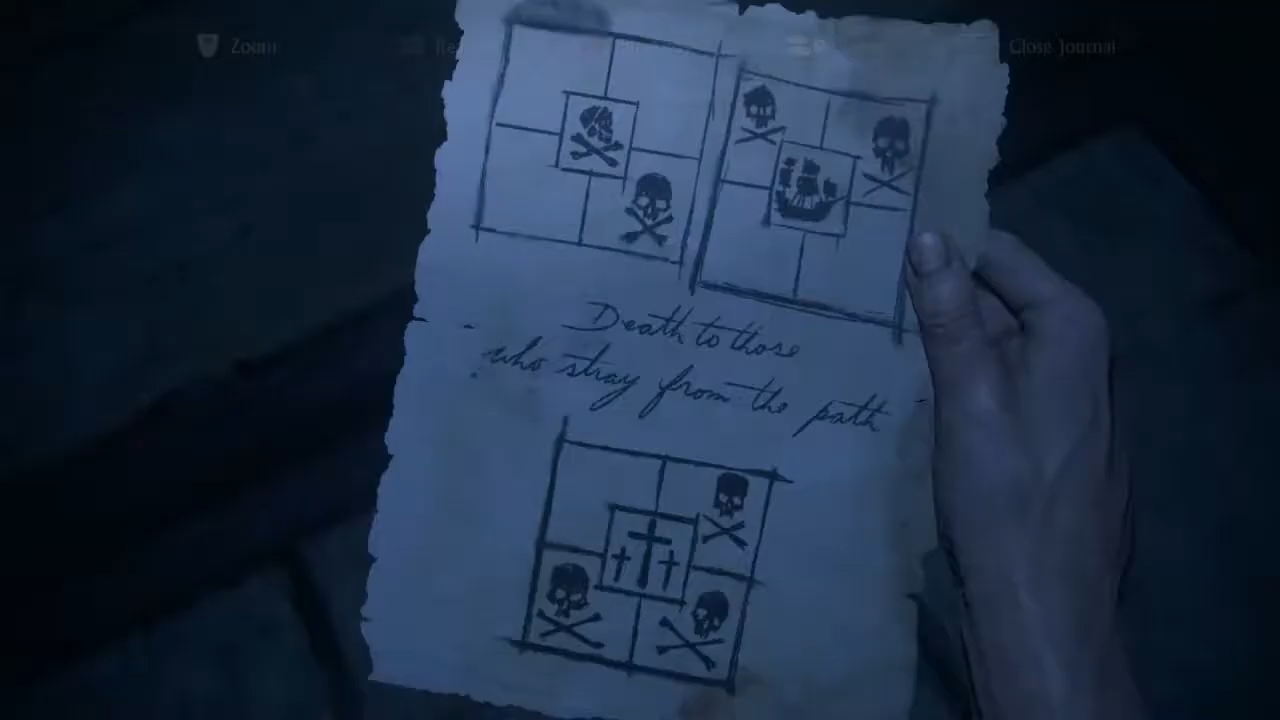 Zoom
Close Journal
Death to those
who stray from the path